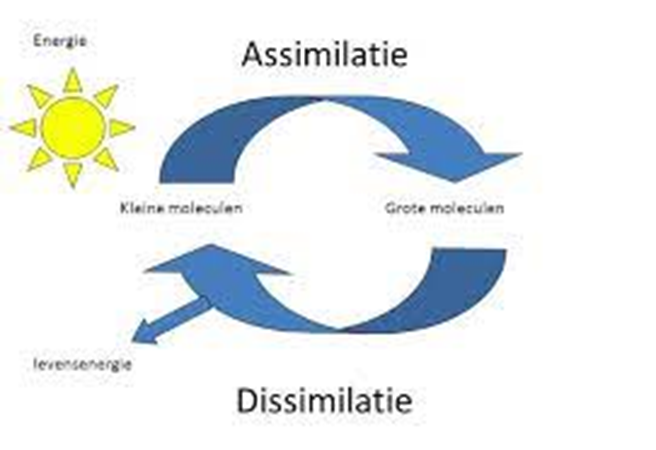 Energie
Assimilatie
Kleine moleculen
Grote moleculen
levensenergie
Dissimilatie